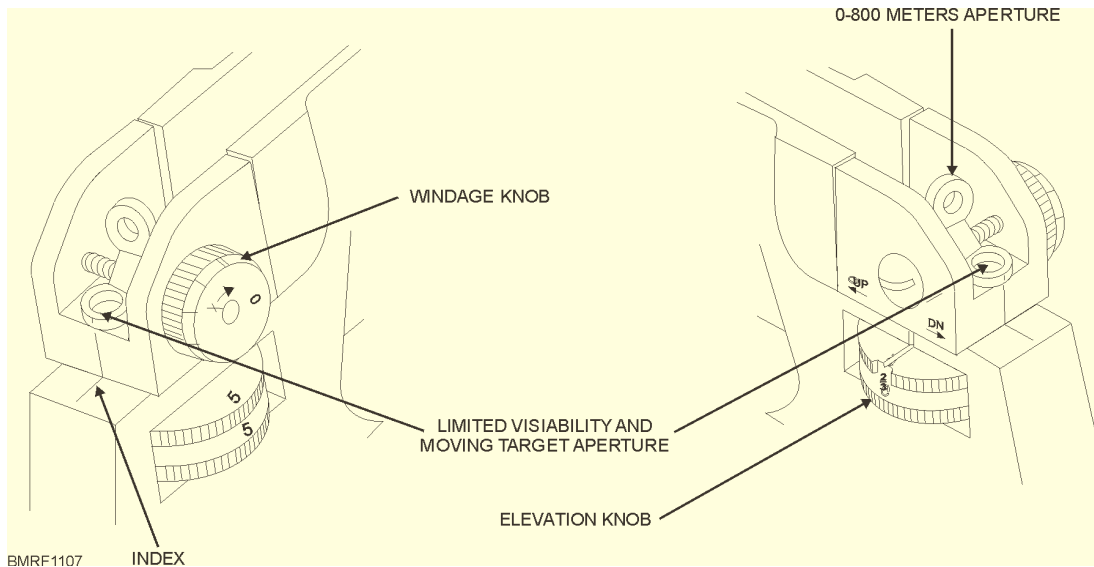 0-800 METERS APERTURE
WINDAGE KNOB
0
UP
DN
2
5
5
LIMITED VISIABILITY AND
MOVING TARGET APERTURE
ELEVATION KNOB
BMRF1107
INDEX